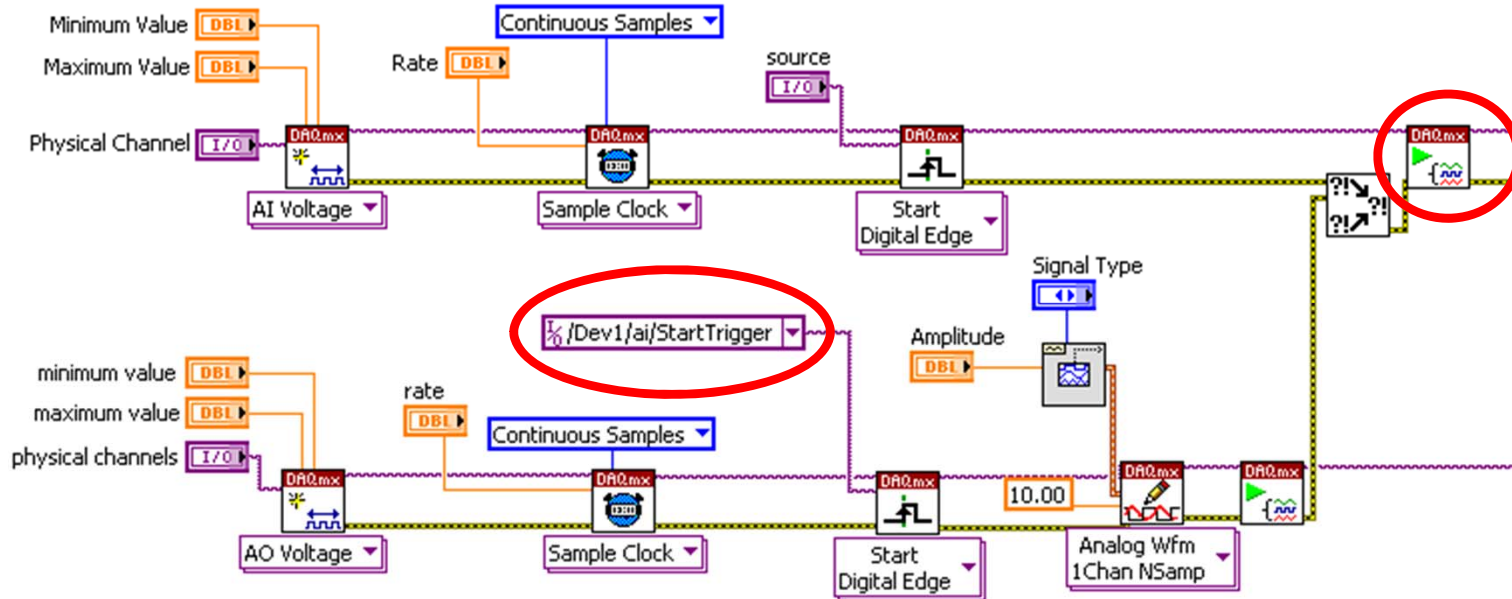 Minimum Value
DBL
Continuous Samples
Maximum Value
DBL
Rate
DBL
source
I/O
Physical Channel
I/O
DAQmx
DAQmx
DAQmx
DAQmx
AI Voltage
Sample Clock
Start
Digital Edge
?!
?!
?!
Signal Type
/Dev1/ai/StartTrigger
Amplitude
DBL
minimum value
DBL
maximum value
DBL
rate
DBL
Continuous Samples
physical channels
I/O
DAQmx
DAQmx
DAQmx
DAQmx
DAQmx
10.00
AO Voltage
Sample Clock
Start
Digital Edge
Analog Wfm
1Chan NSamp